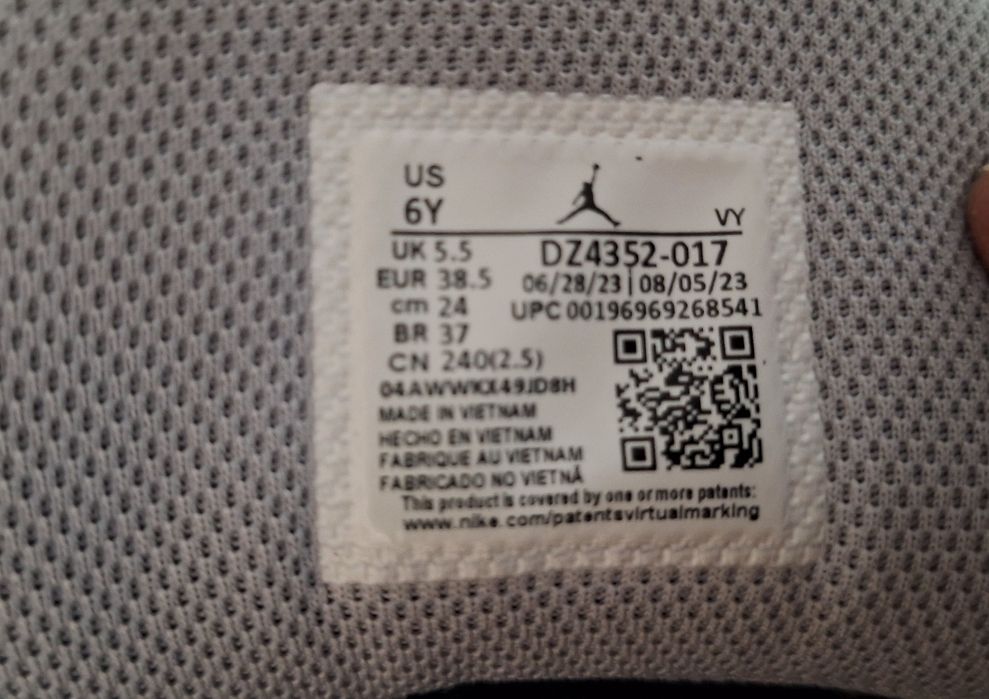 US
6Y
VY
UK 5.5
DZ4352-017
EUR 38.5
06/28/23 | 08/05/23
cm 24
UPC 00196969268541
BR 37
CN 240(2.5)
04AWWKX49JD8H
MADE IN VIETNAM
HECHO EN VIETNAM
FABRIQUE AU VIETNAM
FABRICADO NO VIETNÃ
This product is covered by one or more patents:
www.nike.com/patentsvirtualmarking